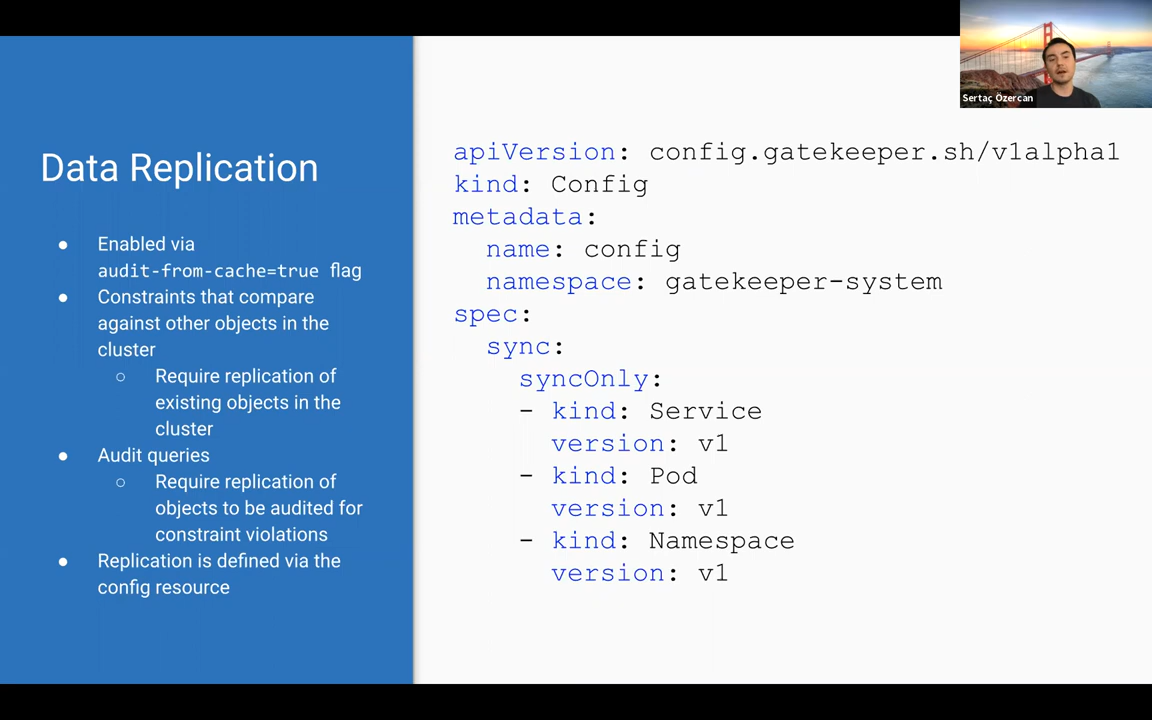 Sertaç Özercan
Data Replication
● Enabled via
audit-from-cache=true flag
● Constraints that compare
against other objects in the
cluster
○ Require replication of
existing objects in the
cluster
● Audit queries
○ Require replication of
objects to be audited for
constraint violations
● Replication is defined via the
config resource
apiVersion: config.gatekeeper.sh/v1alpha1
kind: Config
metadata:
  name: config
  namespace: gatekeeper-system
spec:
  sync:
    syncOnly:
    - kind: Service
      version: v1
    - kind: Pod
      version: v1
    - kind: Namespace
      version: v1